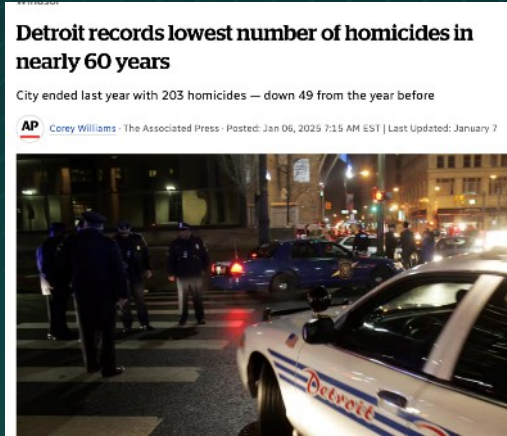 Windsor
Detroit records lowest number of homicides in
nearly 60 years
City ended last year with 203 homicides — down 49 from the year before
AP
Corey Williams · The Associated Press · Posted: Jan 06, 2025 7:15 AM EST | Last Updated: January 7
Detroit